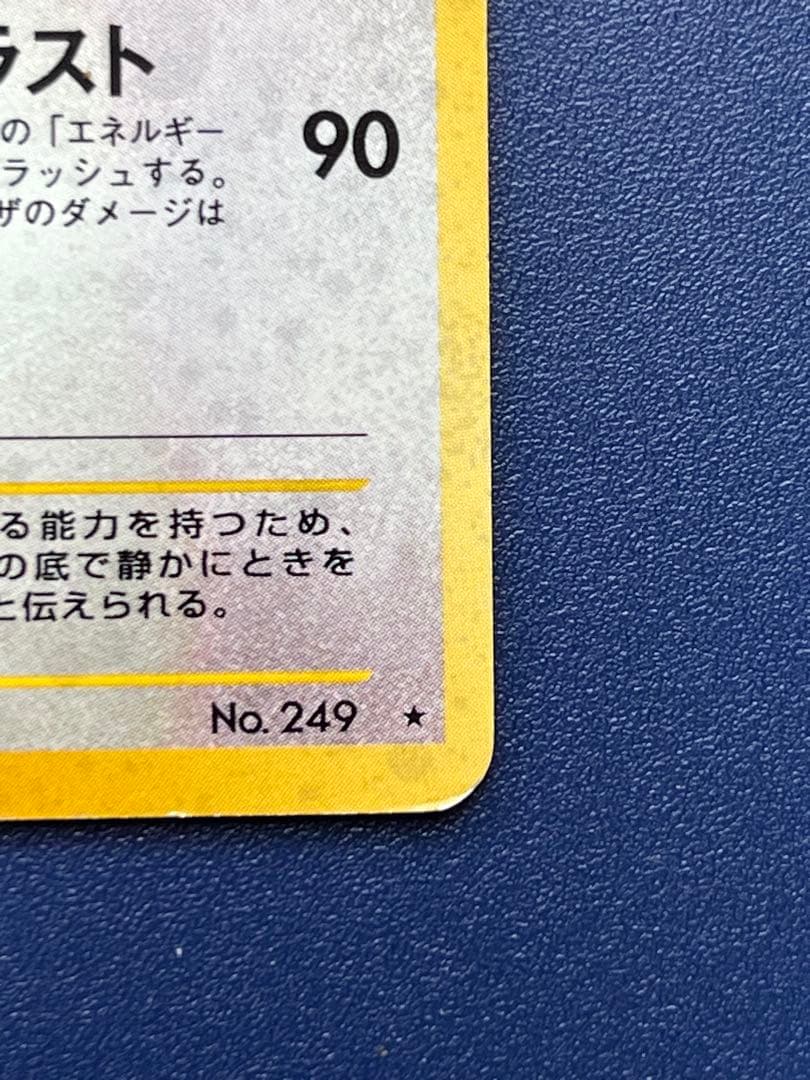 ラスト
の「エネルギー
90
ラッシュする。
ザのダメージは
る能力を持つため、
の底で静かにときを
と伝えられる。
No. 249 ★